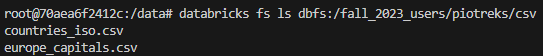 root@70aea6f2412c:/data# databricks fs ls dbfs:/fall_2023_users/piotreks/csv
countries_iso.csv
europe_capitals.csv